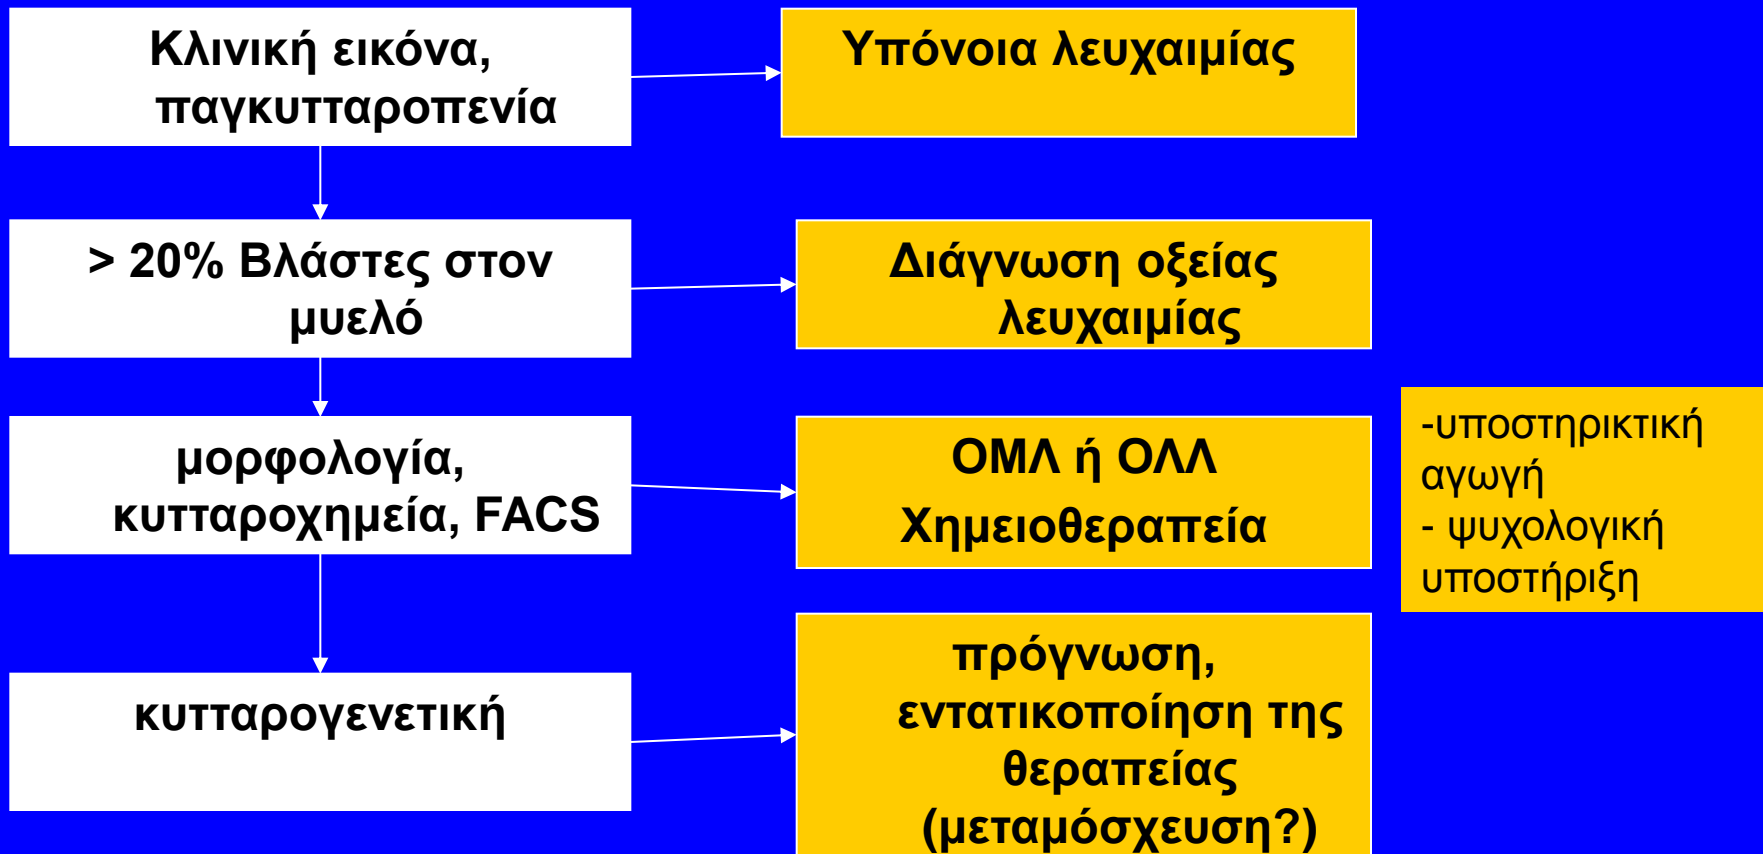 Κλινική εικόνα,
παγκυτταροπενία
Υπόνοια λευχαιμίας
> 20% Βλάστες στον
μυελό
Διάγνωση οξείας
λευχαιμίας
μορφολογία,
κυτταροχημεία, FACS
ΟΜΛ ή ΟΛΛ
Χημειοθεραπεία
-υποστηρικτική
αγωγή
- ψυχολογική
υποστήριξη
κυτταρογενετική
πρόγνωση,
εντατικοποίηση της
θεραπείας
(μεταμόσχευση?)